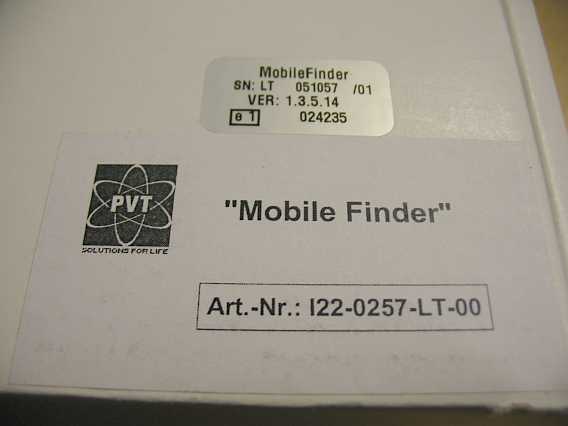 MobileFinder
SN: LT 051057 /01
VER: 1.3.5.14
e 1 024235
PVT
SOLUTIONS FOR LIFE
"Mobile Finder"
Art.-Nr.: I22-0257-LT-00